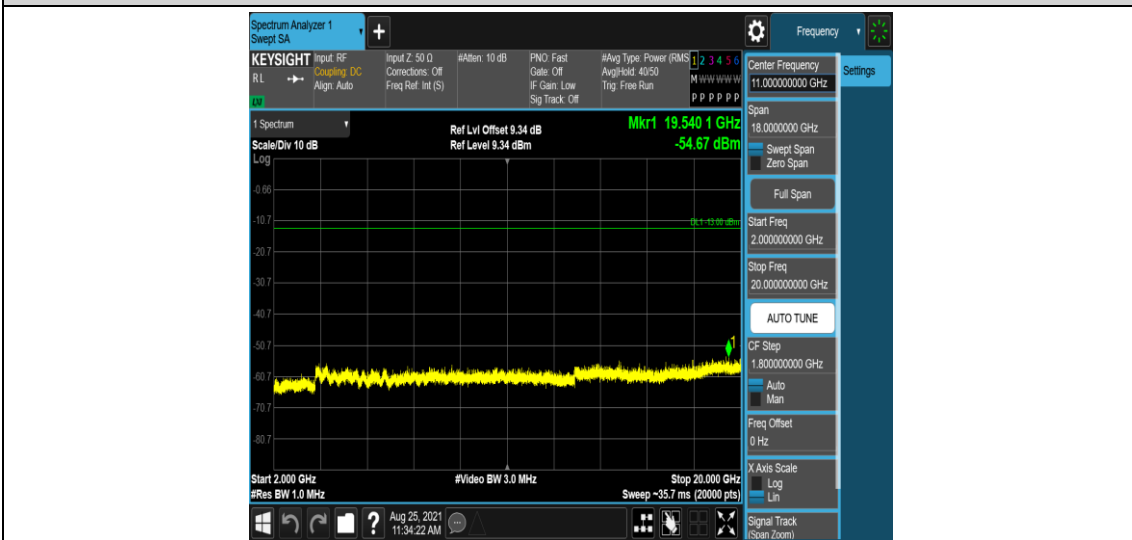 Spectrum Analyzer 1
Swept SA
+
Frequency
KEYSIGHT
RL
LXI
Input: RF
Coupling: DC
Align: Auto
Input Z: 50 Ω
Corrections: Off
Freq Ref: Int (S)
#Atten: 10 dB
PNO: Fast
Gate: Off
IF Gain: Low
Sig Track: Off
#Avg Type: Power (RMS
Avg|Hold: 40/50
Trig: Free Run
1 2 3 4 5 6
M W W W W W
P P P P P P
1 Spectrum
Scale/Div 10 dB
Log
Ref Lvl Offset 9.34 dB
Ref Level 9.34 dBm
Mkr1 19.540 1 GHz
-54.67 dBm
-0.66
-10.7
DL1 -13.00 dBm
-20.7
-30.7
-40.7
-50.7
1
-60.7
-70.7
-80.7
Start 2.000 GHz
#Res BW 1.0 MHz
#Video BW 3.0 MHz
Stop 20.000 GHz
Sweep ~35.7 ms (20000 pts)
Center Frequency
11.000000000 GHz
Settings
Span
18.0000000 GHz
Swept Span
Zero Span
Full Span
Start Freq
2.000000000 GHz
Stop Freq
20.000000000 GHz
AUTO TUNE
CF Step
1.800000000 GHz
Auto
Man
Freq Offset
0 Hz
X Axis Scale
Log
Lin
Signal Track
(Span Zoom)
?
Aug 25, 2021
11:34:22 AM